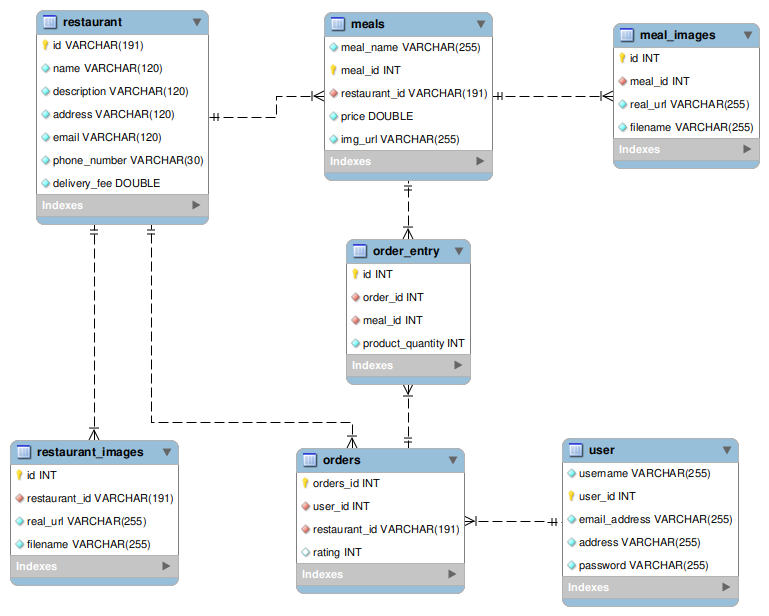 restaurant
id VARCHAR(191)
name VARCHAR(120)
description VARCHAR(120)
address VARCHAR(120)
email VARCHAR(120)
phone_number VARCHAR(30)
delivery_fee DOUBLE
Indexes
meals
meal_name VARCHAR(255)
meal_id INT
restaurant_id VARCHAR(191)
price DOUBLE
img_url VARCHAR(255)
Indexes
meal_images
id INT
meal_id INT
real_url VARCHAR(255)
filename VARCHAR(255)
Indexes
order_entry
id INT
order_id INT
meal_id INT
product_quantity INT
Indexes
restaurant_images
id INT
restaurant_id VARCHAR(191)
real_url VARCHAR(255)
filename VARCHAR(255)
Indexes
orders
orders_id INT
user_id INT
restaurant_id VARCHAR(191)
rating INT
Indexes
user
username VARCHAR(255)
user_id INT
email_address VARCHAR(255)
address VARCHAR(255)
password VARCHAR(255)
Indexes